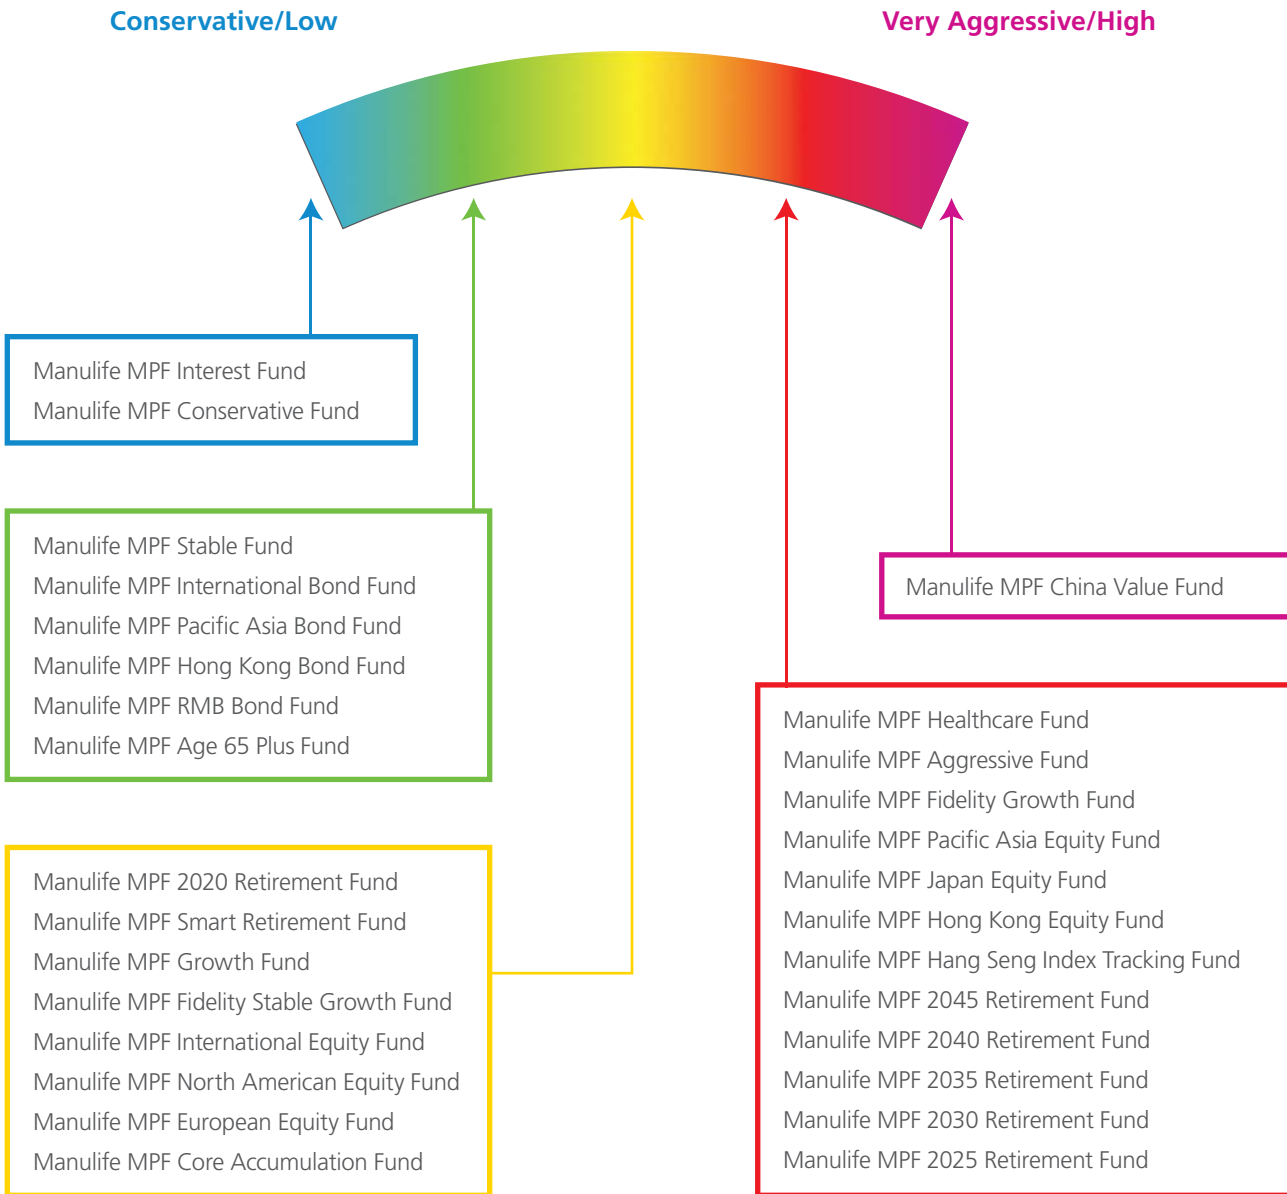 Conservative/Low
Very Aggressive/High
Manulife MPF Interest Fund
Manulife MPF Conservative Fund
Manulife MPF Stable Fund
Manulife MPF International Bond Fund
Manulife MPF Pacific Asia Bond Fund
Manulife MPF Hong Kong Bond Fund
Manulife MPF RMB Bond Fund
Manulife MPF Age 65 Plus Fund
Manulife MPF 2020 Retirement Fund
Manulife MPF Smart Retirement Fund
Manulife MPF Growth Fund
Manulife MPF Fidelity Stable Growth Fund
Manulife MPF International Equity Fund
Manulife MPF North American Equity Fund
Manulife MPF European Equity Fund
Manulife MPF Core Accumulation Fund
Manulife MPF China Value Fund
Manulife MPF Healthcare Fund
Manulife MPF Aggressive Fund
Manulife MPF Fidelity Growth Fund
Manulife MPF Pacific Asia Equity Fund
Manulife MPF Japan Equity Fund
Manulife MPF Hong Kong Equity Fund
Manulife MPF Hang Seng Index Tracking Fund
Manulife MPF 2045 Retirement Fund
Manulife MPF 2040 Retirement Fund
Manulife MPF 2035 Retirement Fund
Manulife MPF 2030 Retirement Fund
Manulife MPF 2025 Retirement Fund